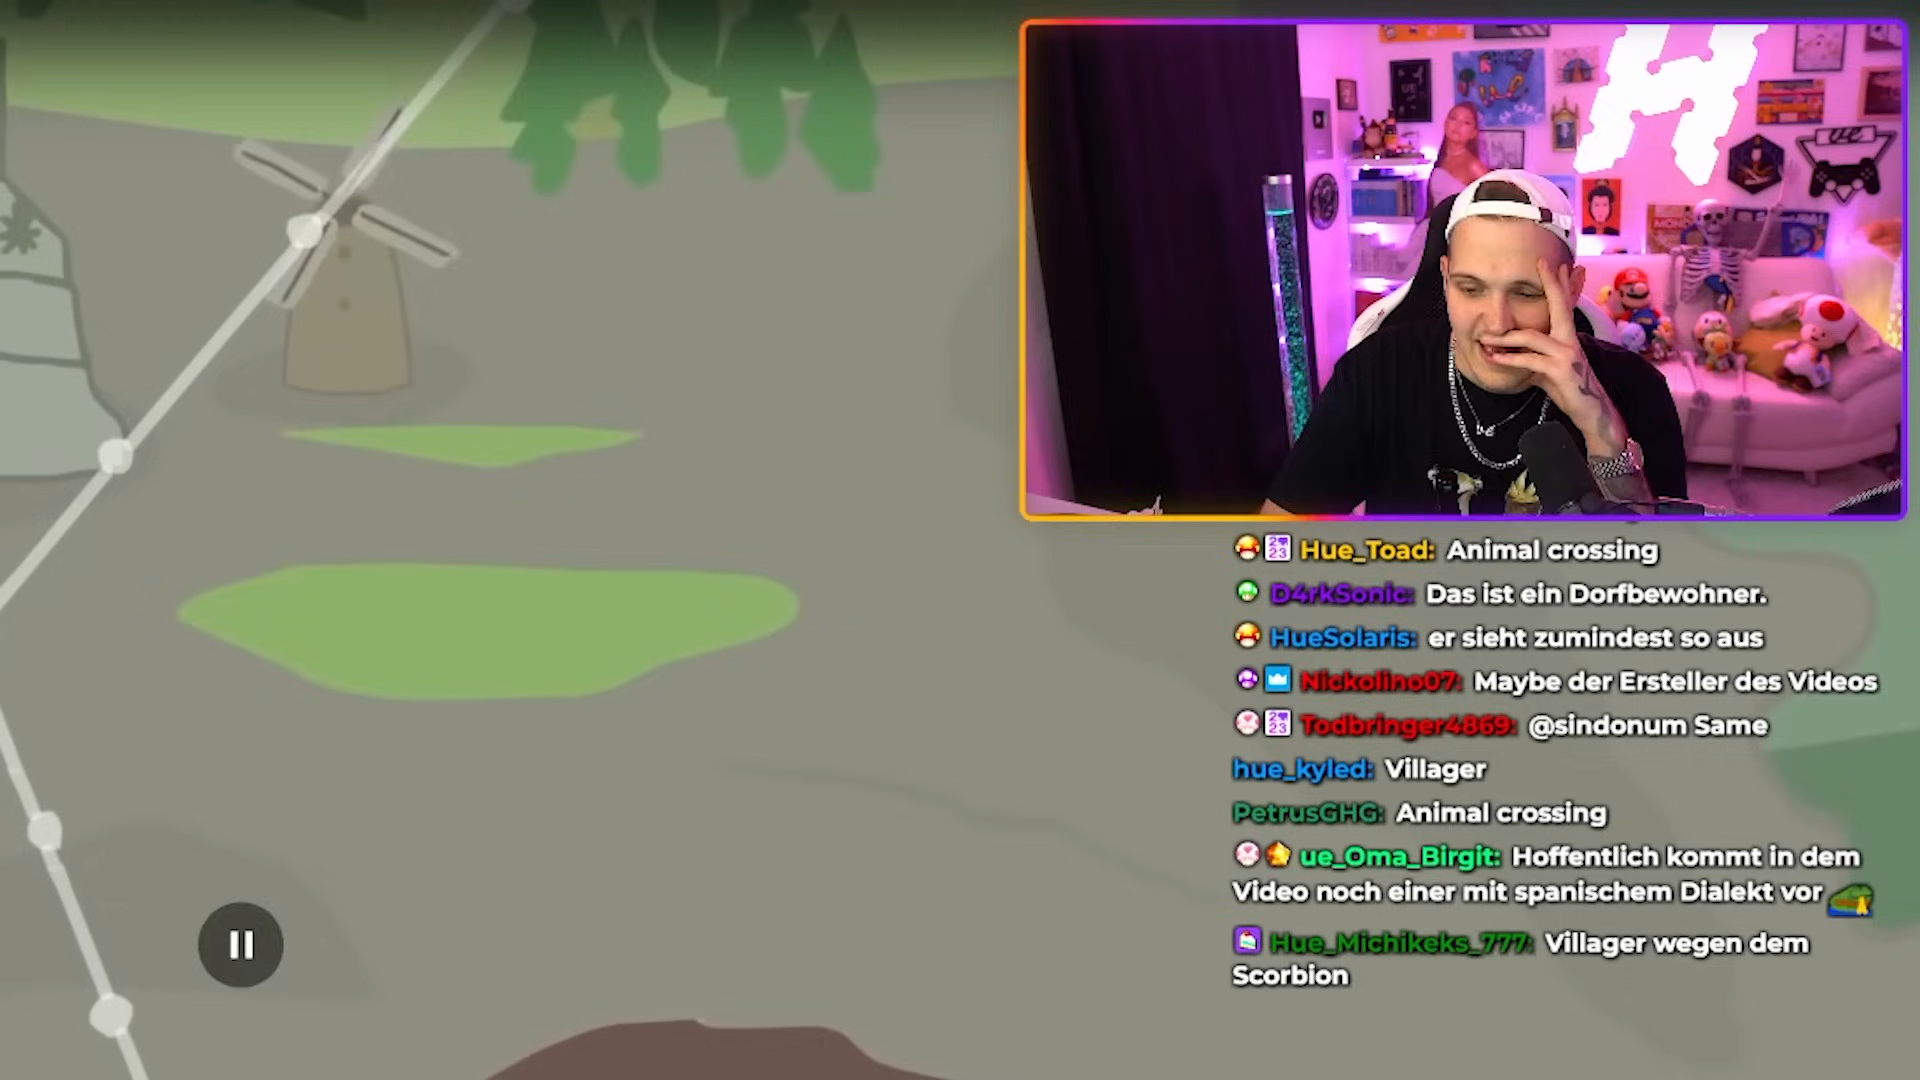 H
Hue_Toad: Animal crossing
D4rkSonic: Das ist ein Dorfbewohner.
HueSolaris: er sieht zumindest so aus
Nickolino07: Maybe der Ersteller des Videos
2 23 Todbringer4869: @sindonum Same
hue_kyled: Villager
PetrusGHG: Animal crossing
ue_Oma_Birgit: Hoffentlich kommt in dem
Video noch einer mit spanischem Dialekt vor
Hue_Michikeks_777: Villager wegen dem
Scorbion